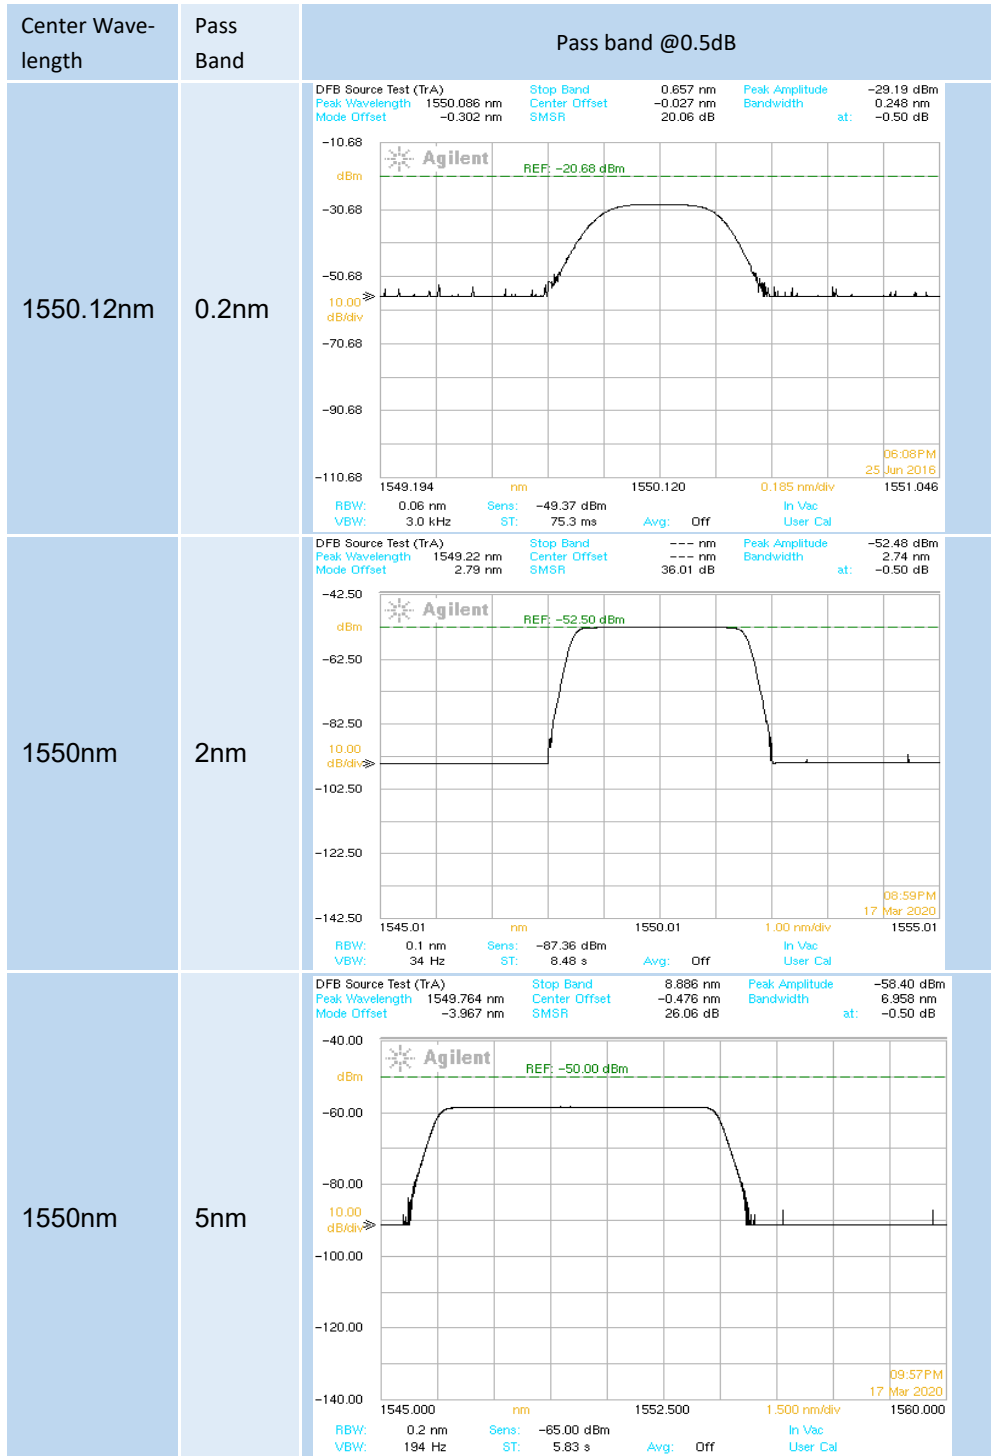 Center Wave-
length
Pass
Band
Pass band @0.5dB
1550.12nm
0.2nm
DFB Source Test (TrA) Stop Band 0.657 nm Peak Amplitude -29.19 dBm
Peak Wavelength 1550.086 nm Center Offset -0.027 nm Bandwidth 0.248 nm
Mode Offset -0.302 nm SMSR 20.06 dB at: -0.50 dB
-10.68
Agilent
REF: -20.68 dBm
dBm
-30.68
-50.68
10.00
dB/div
-70.68
-90.68
06:08PM
25 Jun 2016
-110.68
1549.194 nm 1550.120 0.185 nm/div 1551.046
RBW: 0.06 nm Sens: -49.37 dBm In Vac
VBW: 3.0 kHz ST: 75.3 ms Avg: Off User Cal
1550nm
2nm
DFB Source Test (TrA) Stop Band --- nm Peak Amplitude -52.48 dBm
Peak Wavelength 1549.22 nm Center Offset --- nm Bandwidth 2.74 nm
Mode Offset 2.79 nm SMSR 36.01 dB at: -0.50 dB
-42.50
Agilent
REF: -52.50 dBm
dBm
-62.50
-82.50
10.00
dB/div
-102.50
-122.50
08:59PM
17 Mar 2020
-142.50
1545.01 nm 1550.01 1.00 nm/div 1555.01
RBW: 0.1 nm Sens: -87.36 dBm In Vac
VBW: 34 Hz ST: 8.48 s Avg: Off User Cal
1550nm
5nm
DFB Source Test (TrA) Stop Band 8.886 nm Peak Amplitude -58.40 dBm
Peak Wavelength 1549.764 nm Center Offset -0.476 nm Bandwidth 6.958 nm
Mode Offset -3.967 nm SMSR 26.06 dB at: -0.50 dB
-40.00
Agilent
REF: -50.00 dBm
dBm
-60.00
-80.00
10.00
dB/div
-100.00
-120.00
09:57PM
17 Mar 2020
-140.00
1545.000 nm 1552.500 1.500 nm/div 1560.000
RBW: 0.2 nm Sens: -65.00 dBm In Vac
VBW: 194 Hz ST: 5.83 s Avg: Off User Cal